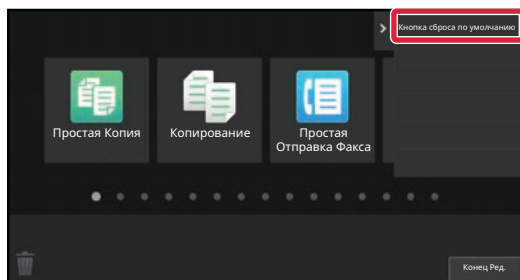 Кнопка сброса по умолчанию
Простая Копия
Копирование
Простая
Отправка Факса
Конец Ред.